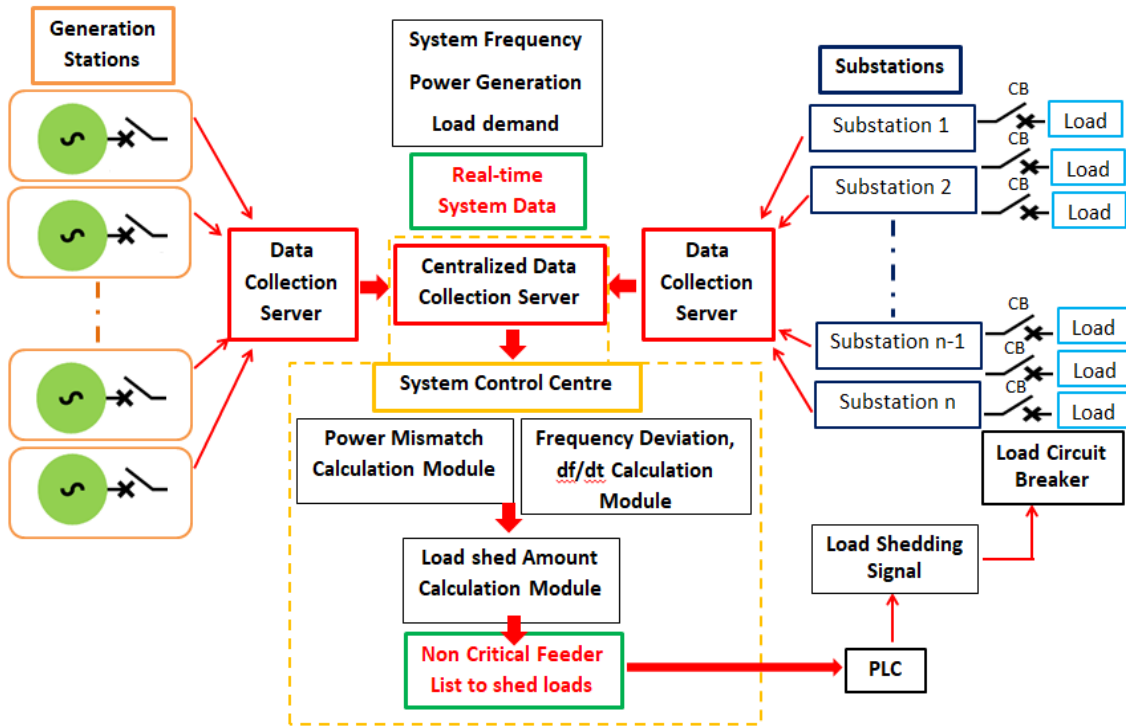 Generation
Stations
System Frequency
Power Generation
Load demand
Real-time
System Data
Substations
CB
Substation 1
Load
CB
Substation 2
Load
CB
Load
Data
Collection
Server
Centralized Data
Collection Server
Data
Collection
Server
CB
Substation n-1
Load
CB
Load
CB
Substation n
Load
System Control Centre
Power Mismatch
Calculation Module
Frequency Deviation,
df/dt Calculation
Module
Load Circuit
Breaker
Load shed Amount
Calculation Module
Load Shedding
Signal
Non Critical Feeder
List to shed loads
PLC